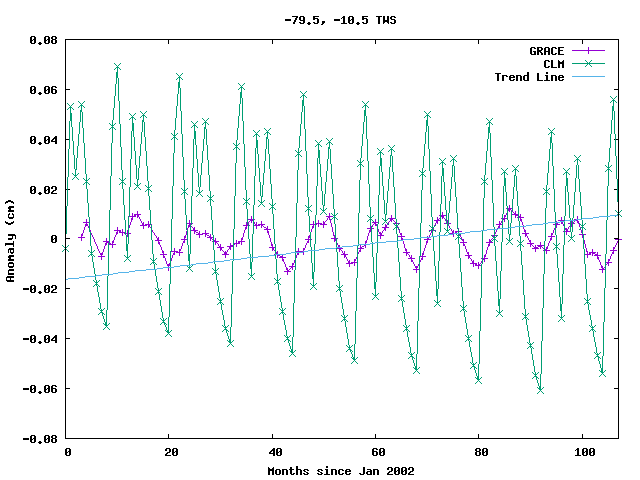 -79.5, -10.5 TWS
GRACE
CLM
Trend Line
0.08
0.06
0.04
0.02
0
-0.02
-0.04
-0.06
-0.08
Anomaly (cm)
0 20 40 60 80 100
Months since Jan 2002